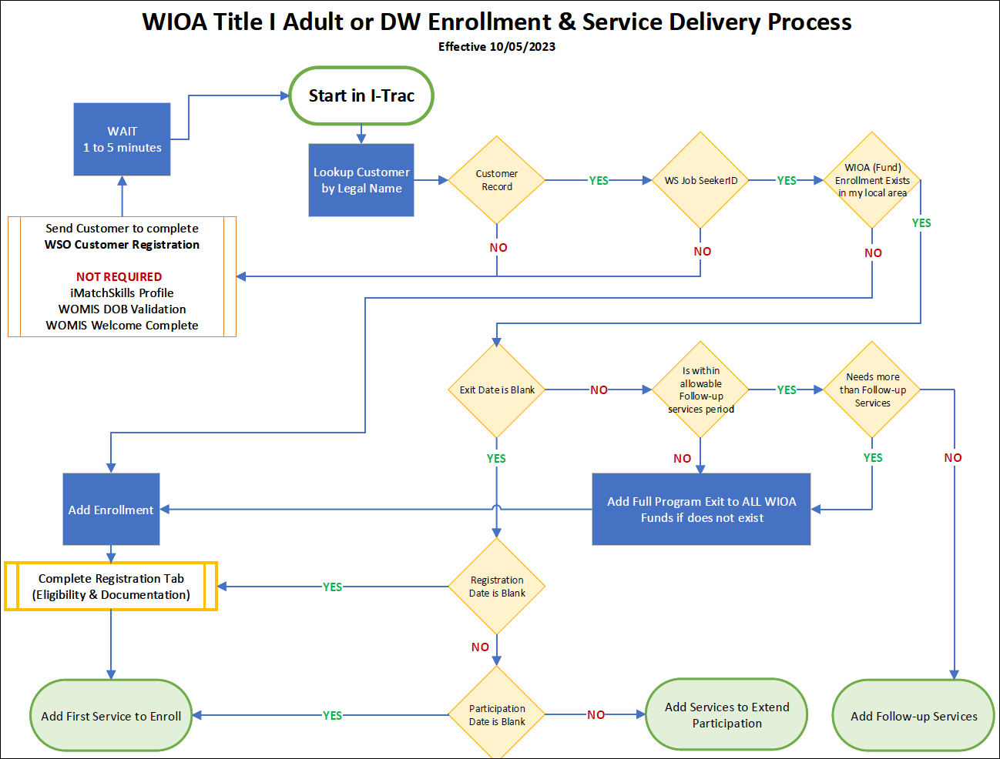 WIOA Title I Adult or DW Enrollment & Service Delivery Process
Effective 10/05/2023
Start in I-Trac
WAIT
1 to 5 minutes
Lookup Customer
by Legal Name
Customer
Record
YES
WS Job SeekerID
YES
WIOA (Fund)
Enrollment Exists
in my local area
YES
NO
NO
NO
Send Customer to complete
WSO Customer Registration
NOT REQUIRED
iMatchSkills Profile
WOMIS DOB Validation
WOMIS Welcome Complete
Exit Date is Blank
NO
Is within
allowable
Follow-up
services period
YES
Needs more
than Follow-up
Services
YES
NO
YES
NO
Add Enrollment
Add Full Program Exit to ALL WIOA
Funds if does not exist
Complete Registration Tab
(Eligibility & Documentation)
YES
Registration
Date is Blank
NO
Add First Service to Enroll
YES
Participation
Date is Blank
NO
Add Services to Extend
Participation
Add Follow-up Services